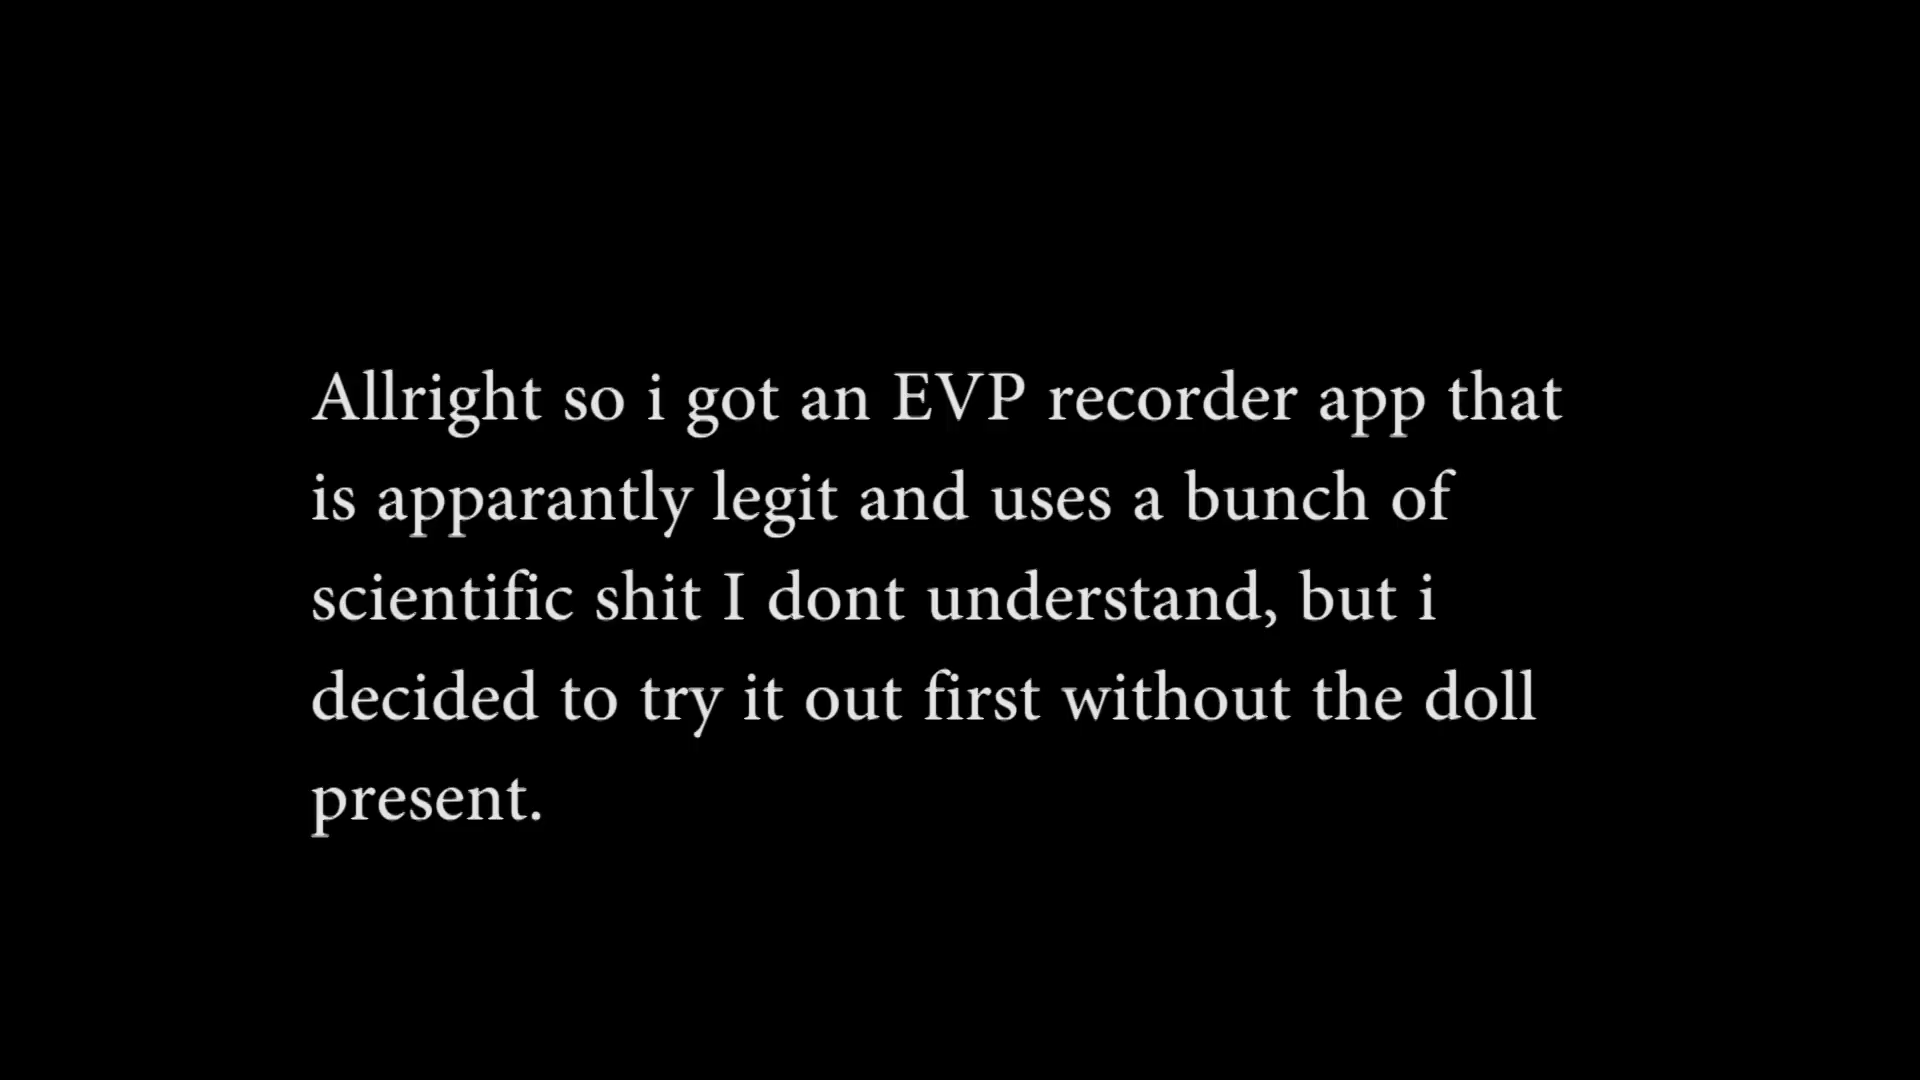 Allright so i got an EVP recorder app that
is apparantly legit and uses a bunch of
scientific shit I dont understand, but i
decided to try it out first without the doll
present.